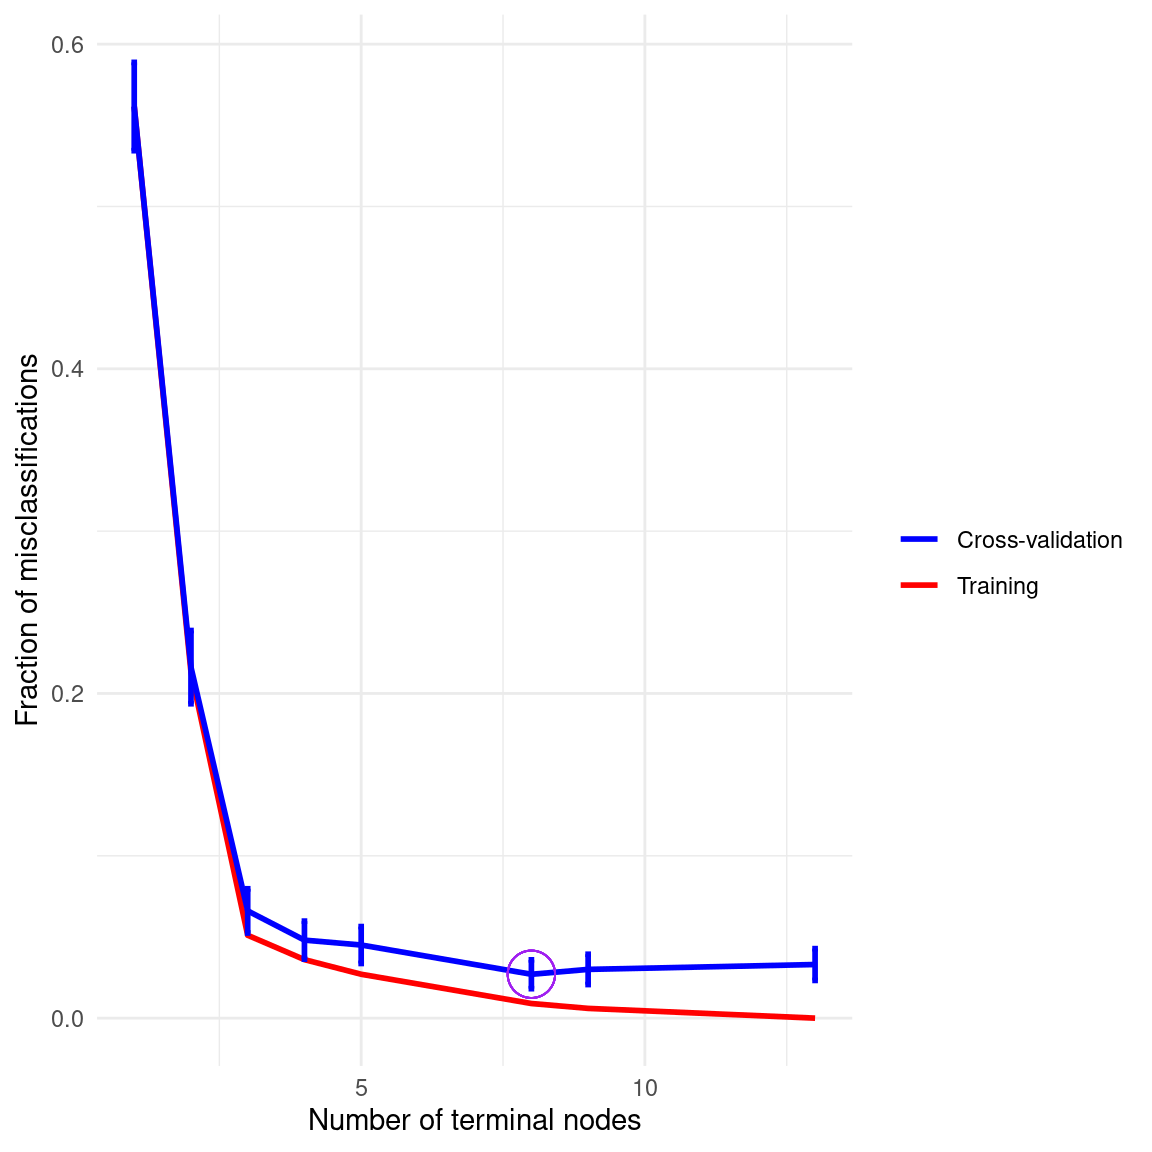 0.6
0.4
0.2
0.0
5
10
Number of terminal nodes
Fraction of misclassifications
Cross-validation
Training